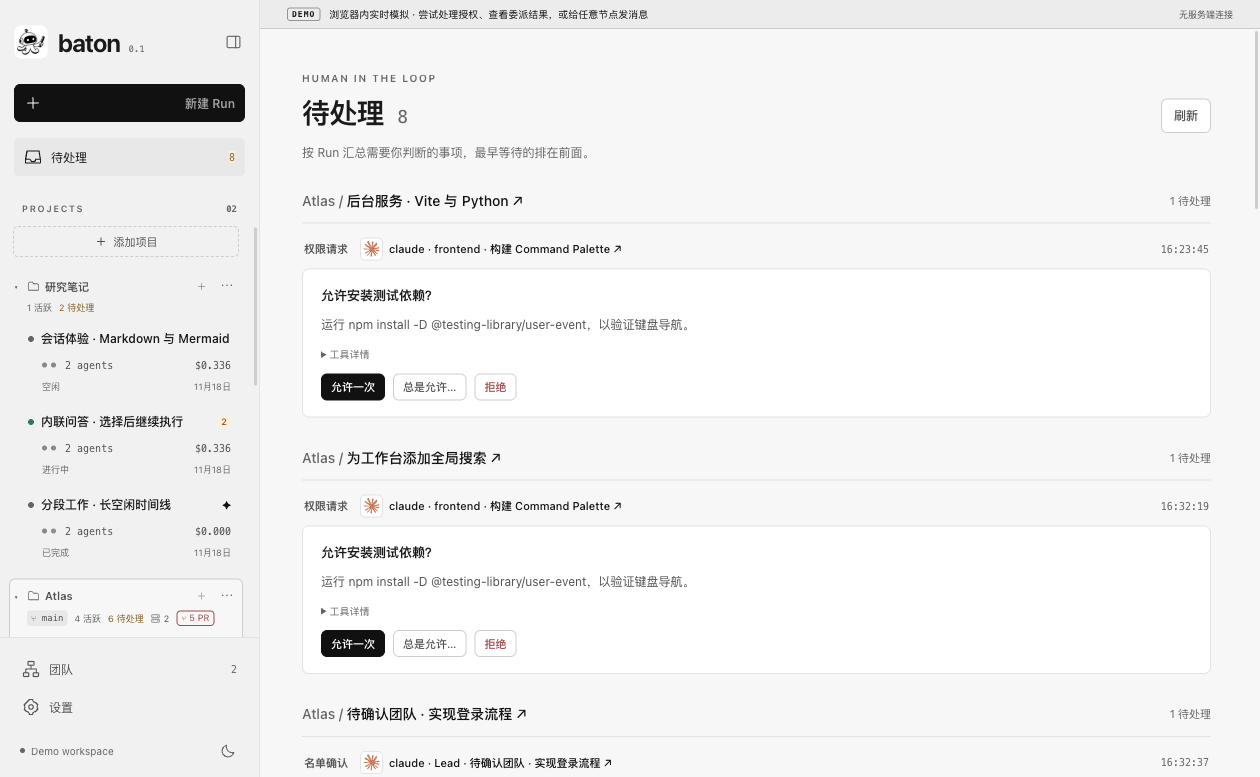 baton 0.1
新建 Run
待处理 8
PROJECTS 02
添加项目
研究笔记
1 活跃 2 待处理
会话体验 · Markdown 与 Mermaid
2 agents $0.336
空闲 11月18日
内联问答 · 选择后继续执行 2
2 agents $0.336
进行中 11月18日
分段工作 · 长空闲时间线
2 agents $0.000
已完成 11月18日
Atlas
main 4 活跃 6 待处理 2 5 PR
团队 2
设置
Demo workspace
DEMO 浏览器内实时模拟 · 尝试处理授权、查看委派结果，或给任意节点发消息 无服务端连接
HUMAN IN THE LOOP
待处理 8
刷新
按 Run 汇总需要你判断的事项，最早等待的排在前面。
Atlas / 后台服务 · Vite 与 Python ↗ 1 待处理
权限请求 claude · frontend · 构建 Command Palette ↗ 16:23:45
允许安装测试依赖?
运行 npm install -D @testing-library/user-event，以验证键盘导航。
工具详情
允许一次 总是允许… 拒绝
Atlas / 为工作台添加全局搜索 ↗ 1 待处理
权限请求 claude · frontend · 构建 Command Palette ↗ 16:32:19
允许安装测试依赖?
运行 npm install -D @testing-library/user-event，以验证键盘导航。
工具详情
允许一次 总是允许… 拒绝
Atlas / 待确认团队 · 实现登录流程 ↗ 1 待处理
名单确认 claude · Lead · 待确认团队 · 实现登录流程 ↗ 16:32:37